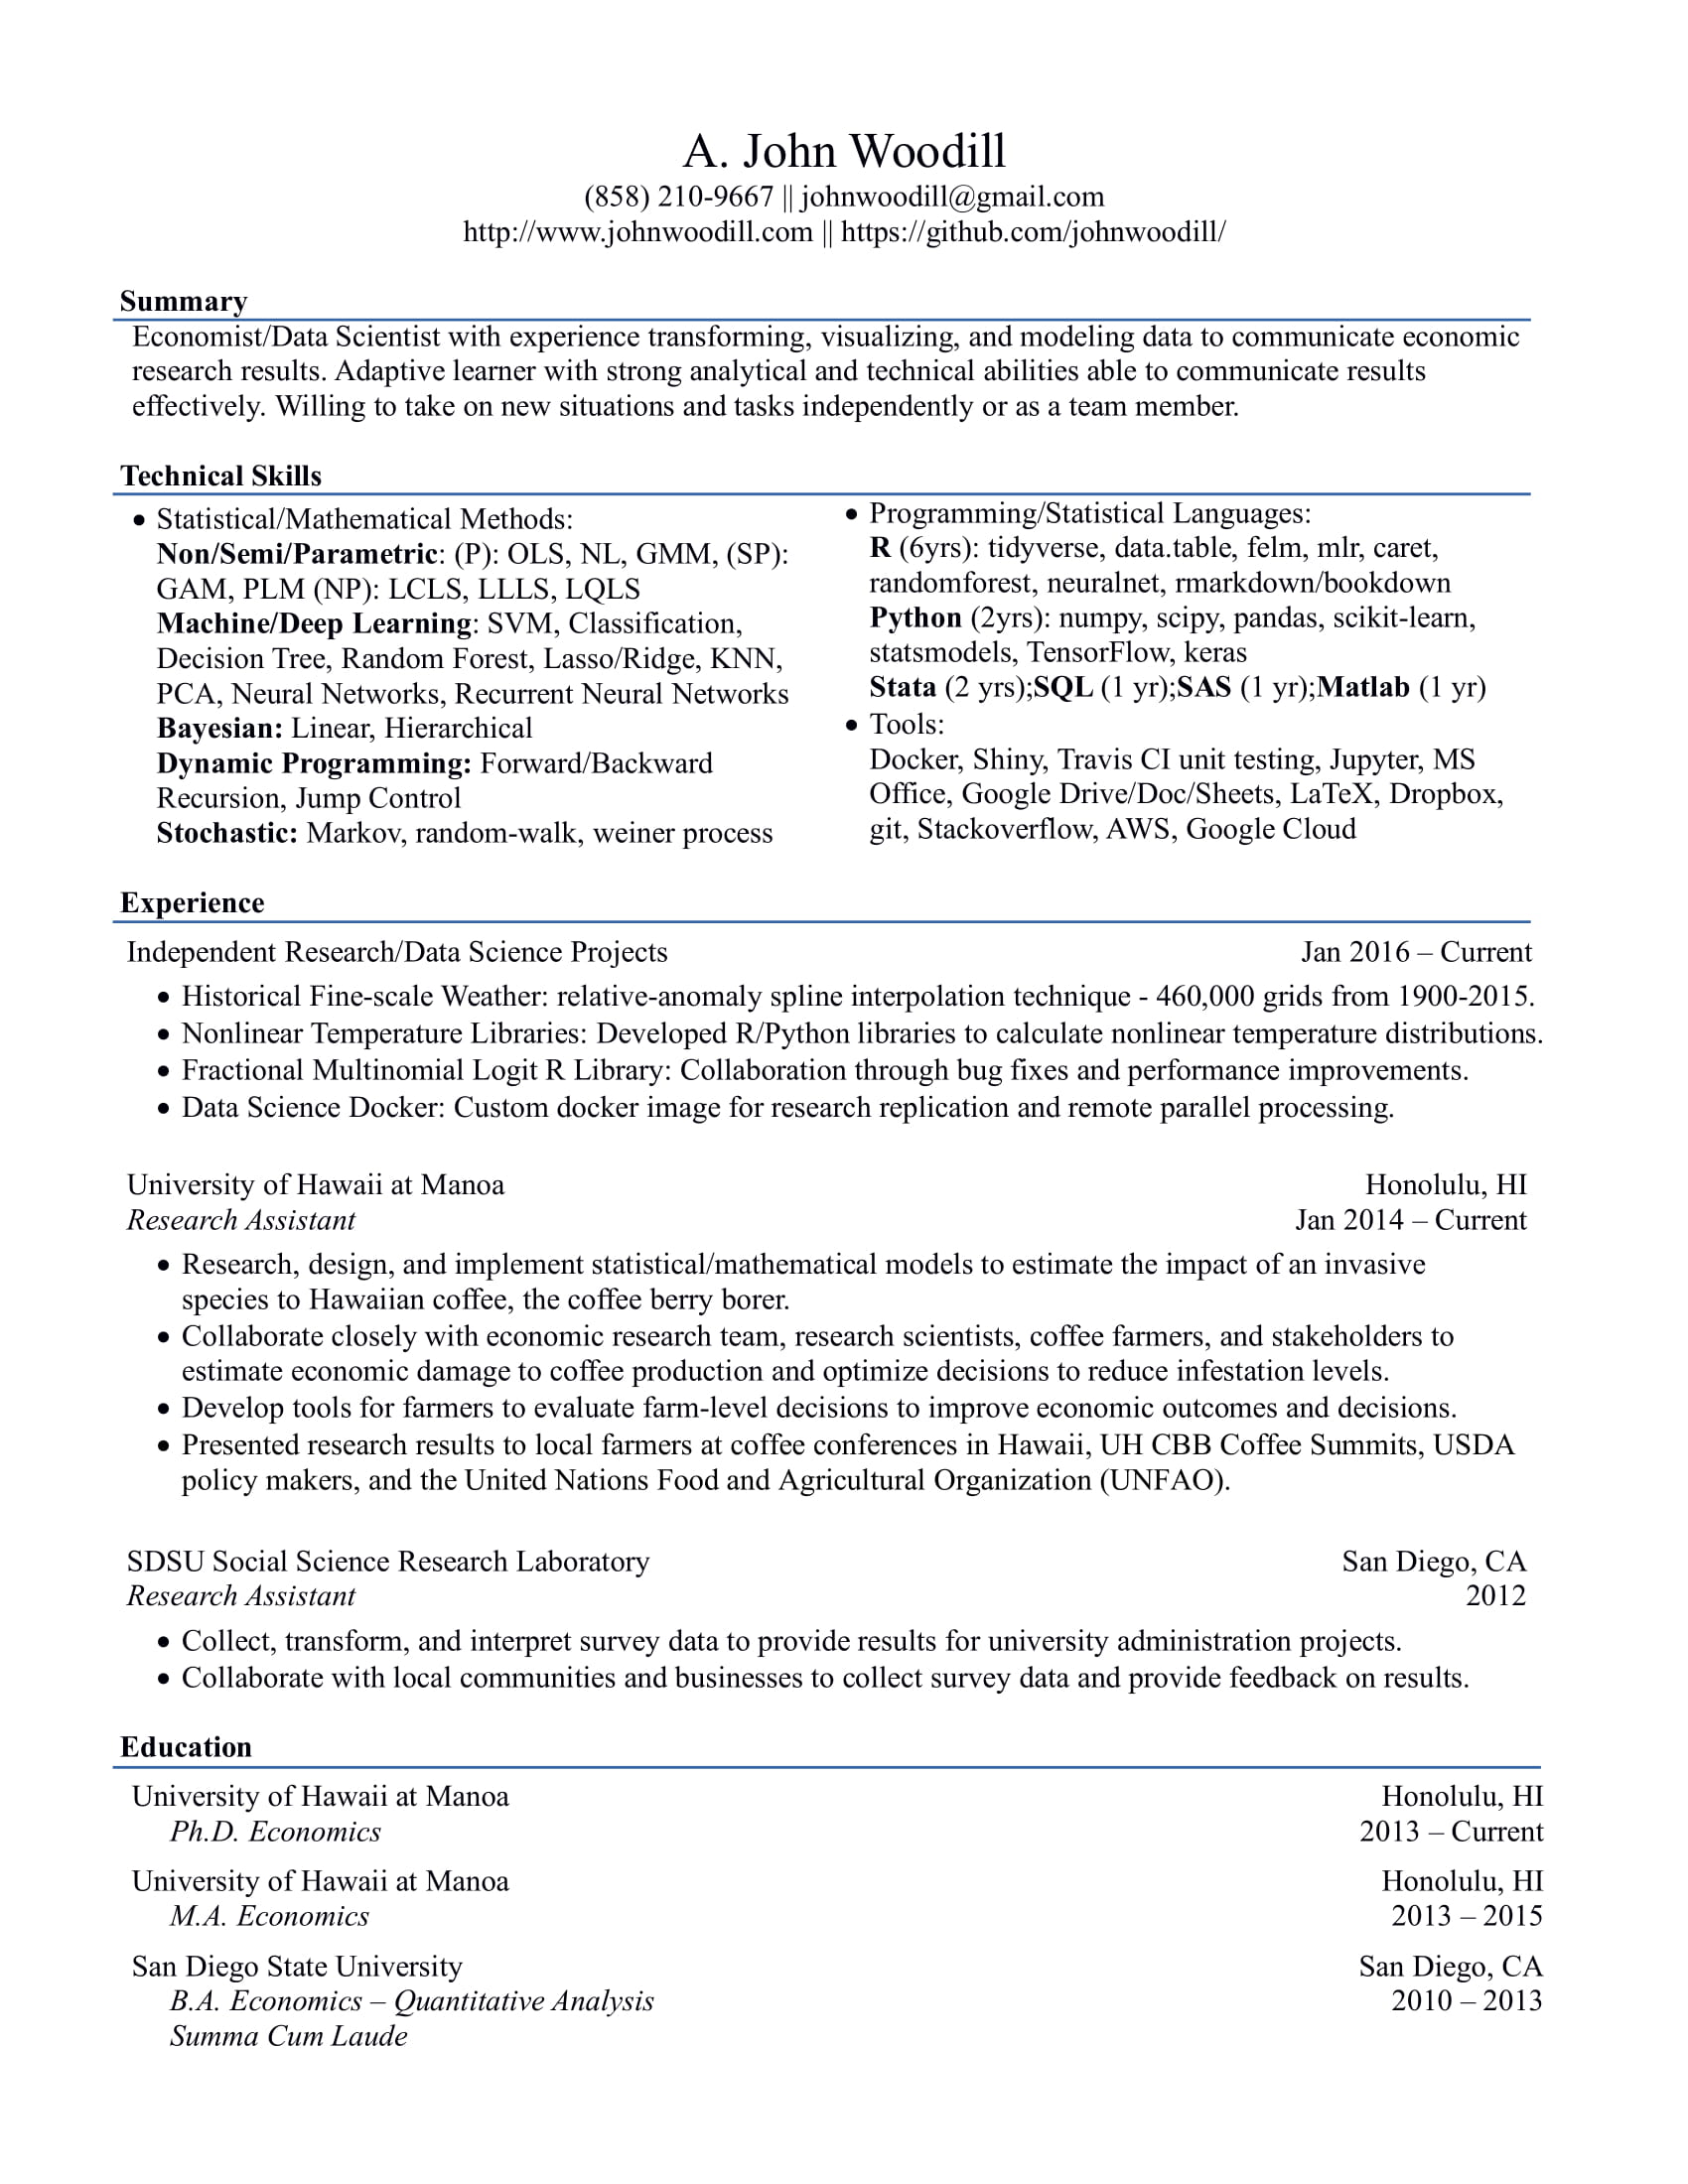 A. John Woodill
(858) 210-9667 || johnwoodill@gmail.com
http://www.johnwoodill.com || https://github.com/johnwoodill/
Summary
Economist/Data Scientist with experience transforming, visualizing, and modeling data to communicate economic
research results. Adaptive learner with strong analytical and technical abilities able to communicate results
effectively. Willing to take on new situations and tasks independently or as a team member.
Technical Skills
• Statistical/Mathematical Methods:
Non/Semi/Parametric: (P): OLS, NL, GMM, (SP):
GAM, PLM (NP): LCLS, LLLS, LQLS
Machine/Deep Learning: SVM, Classification,
Decision Tree, Random Forest, Lasso/Ridge, KNN,
PCA, Neural Networks, Recurrent Neural Networks
Bayesian: Linear, Hierarchical
Dynamic Programming: Forward/Backward
Recursion, Jump Control
Stochastic: Markov, random-walk, weiner process
• Programming/Statistical Languages:
R (6yrs): tidyverse, data.table, felm, mlr, caret,
randomforest, neuralnet, rmarkdown/bookdown
Python (2yrs): numpy, scipy, pandas, scikit-learn,
statsmodels, TensorFlow, keras
Stata (2 yrs);SQL (1 yr);SAS (1 yr);Matlab (1 yr)
• Tools:
Docker, Shiny, Travis CI unit testing, Jupyter, MS
Office, Google Drive/Doc/Sheets, LaTeX, Dropbox,
git, Stackoverflow, AWS, Google Cloud
Experience
Independent Research/Data Science Projects Jan 2016 – Current
• Historical Fine-scale Weather: relative-anomaly spline interpolation technique - 460,000 grids from 1900-2015.
• Nonlinear Temperature Libraries: Developed R/Python libraries to calculate nonlinear temperature distributions.
• Fractional Multinomial Logit R Library: Collaboration through bug fixes and performance improvements.
• Data Science Docker: Custom docker image for research replication and remote parallel processing.
University of Hawaii at Manoa Honolulu, HI
Research Assistant Jan 2014 – Current
• Research, design, and implement statistical/mathematical models to estimate the impact of an invasive
species to Hawaiian coffee, the coffee berry borer.
• Collaborate closely with economic research team, research scientists, coffee farmers, and stakeholders to
estimate economic damage to coffee production and optimize decisions to reduce infestation levels.
• Develop tools for farmers to evaluate farm-level decisions to improve economic outcomes and decisions.
• Presented research results to local farmers at coffee conferences in Hawaii, UH CBB Coffee Summits, USDA
policy makers, and the United Nations Food and Agricultural Organization (UNFAO).
SDSU Social Science Research Laboratory San Diego, CA
Research Assistant 2012
• Collect, transform, and interpret survey data to provide results for university administration projects.
• Collaborate with local communities and businesses to collect survey data and provide feedback on results.
Education
University of Hawaii at Manoa Honolulu, HI
Ph.D. Economics 2013 – Current
University of Hawaii at Manoa Honolulu, HI
M.A. Economics 2013 – 2015
San Diego State University San Diego, CA
B.A. Economics – Quantitative Analysis 2010 – 2013
Summa Cum Laude